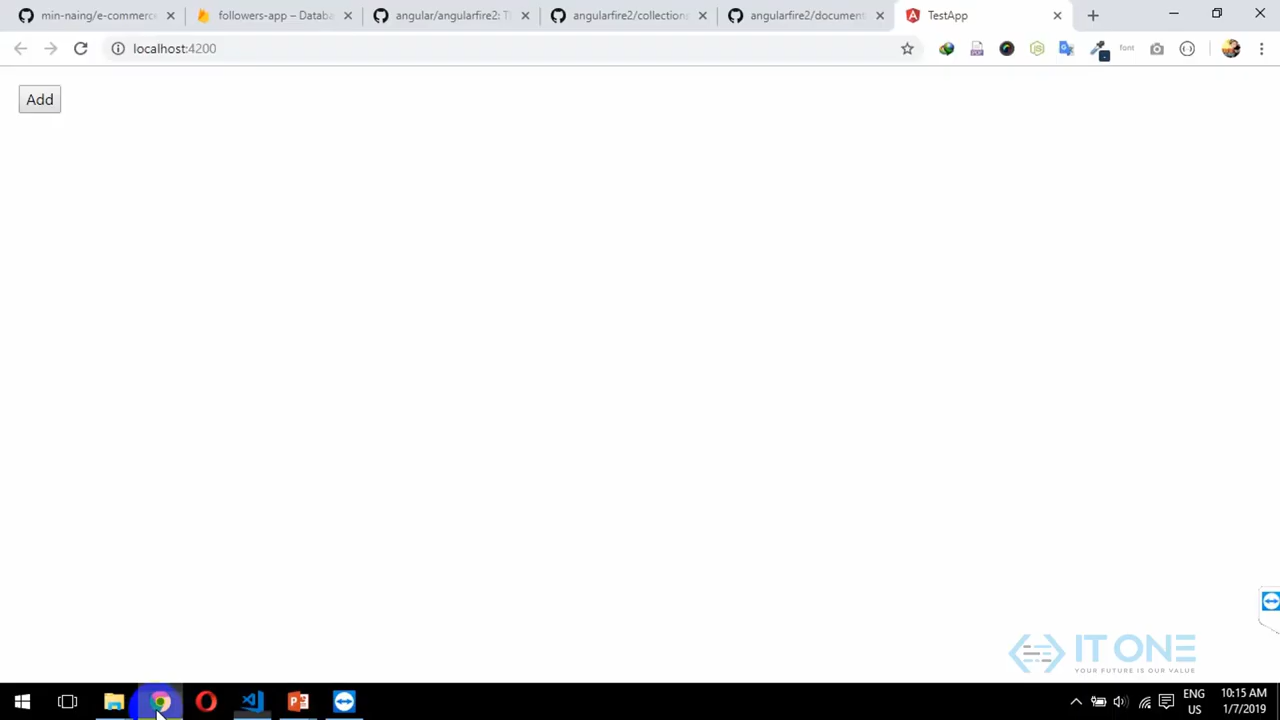 min-naing/e-commerc
followers-app – Databa
angular/angularfire2: T
angularfire2/collection
angularfire2/document
TestApp
localhost:4200
font
Add
IT ONE
YOUR FUTURE IS OUR VALUE
ENG
US
10:15 AM
1/7/2019